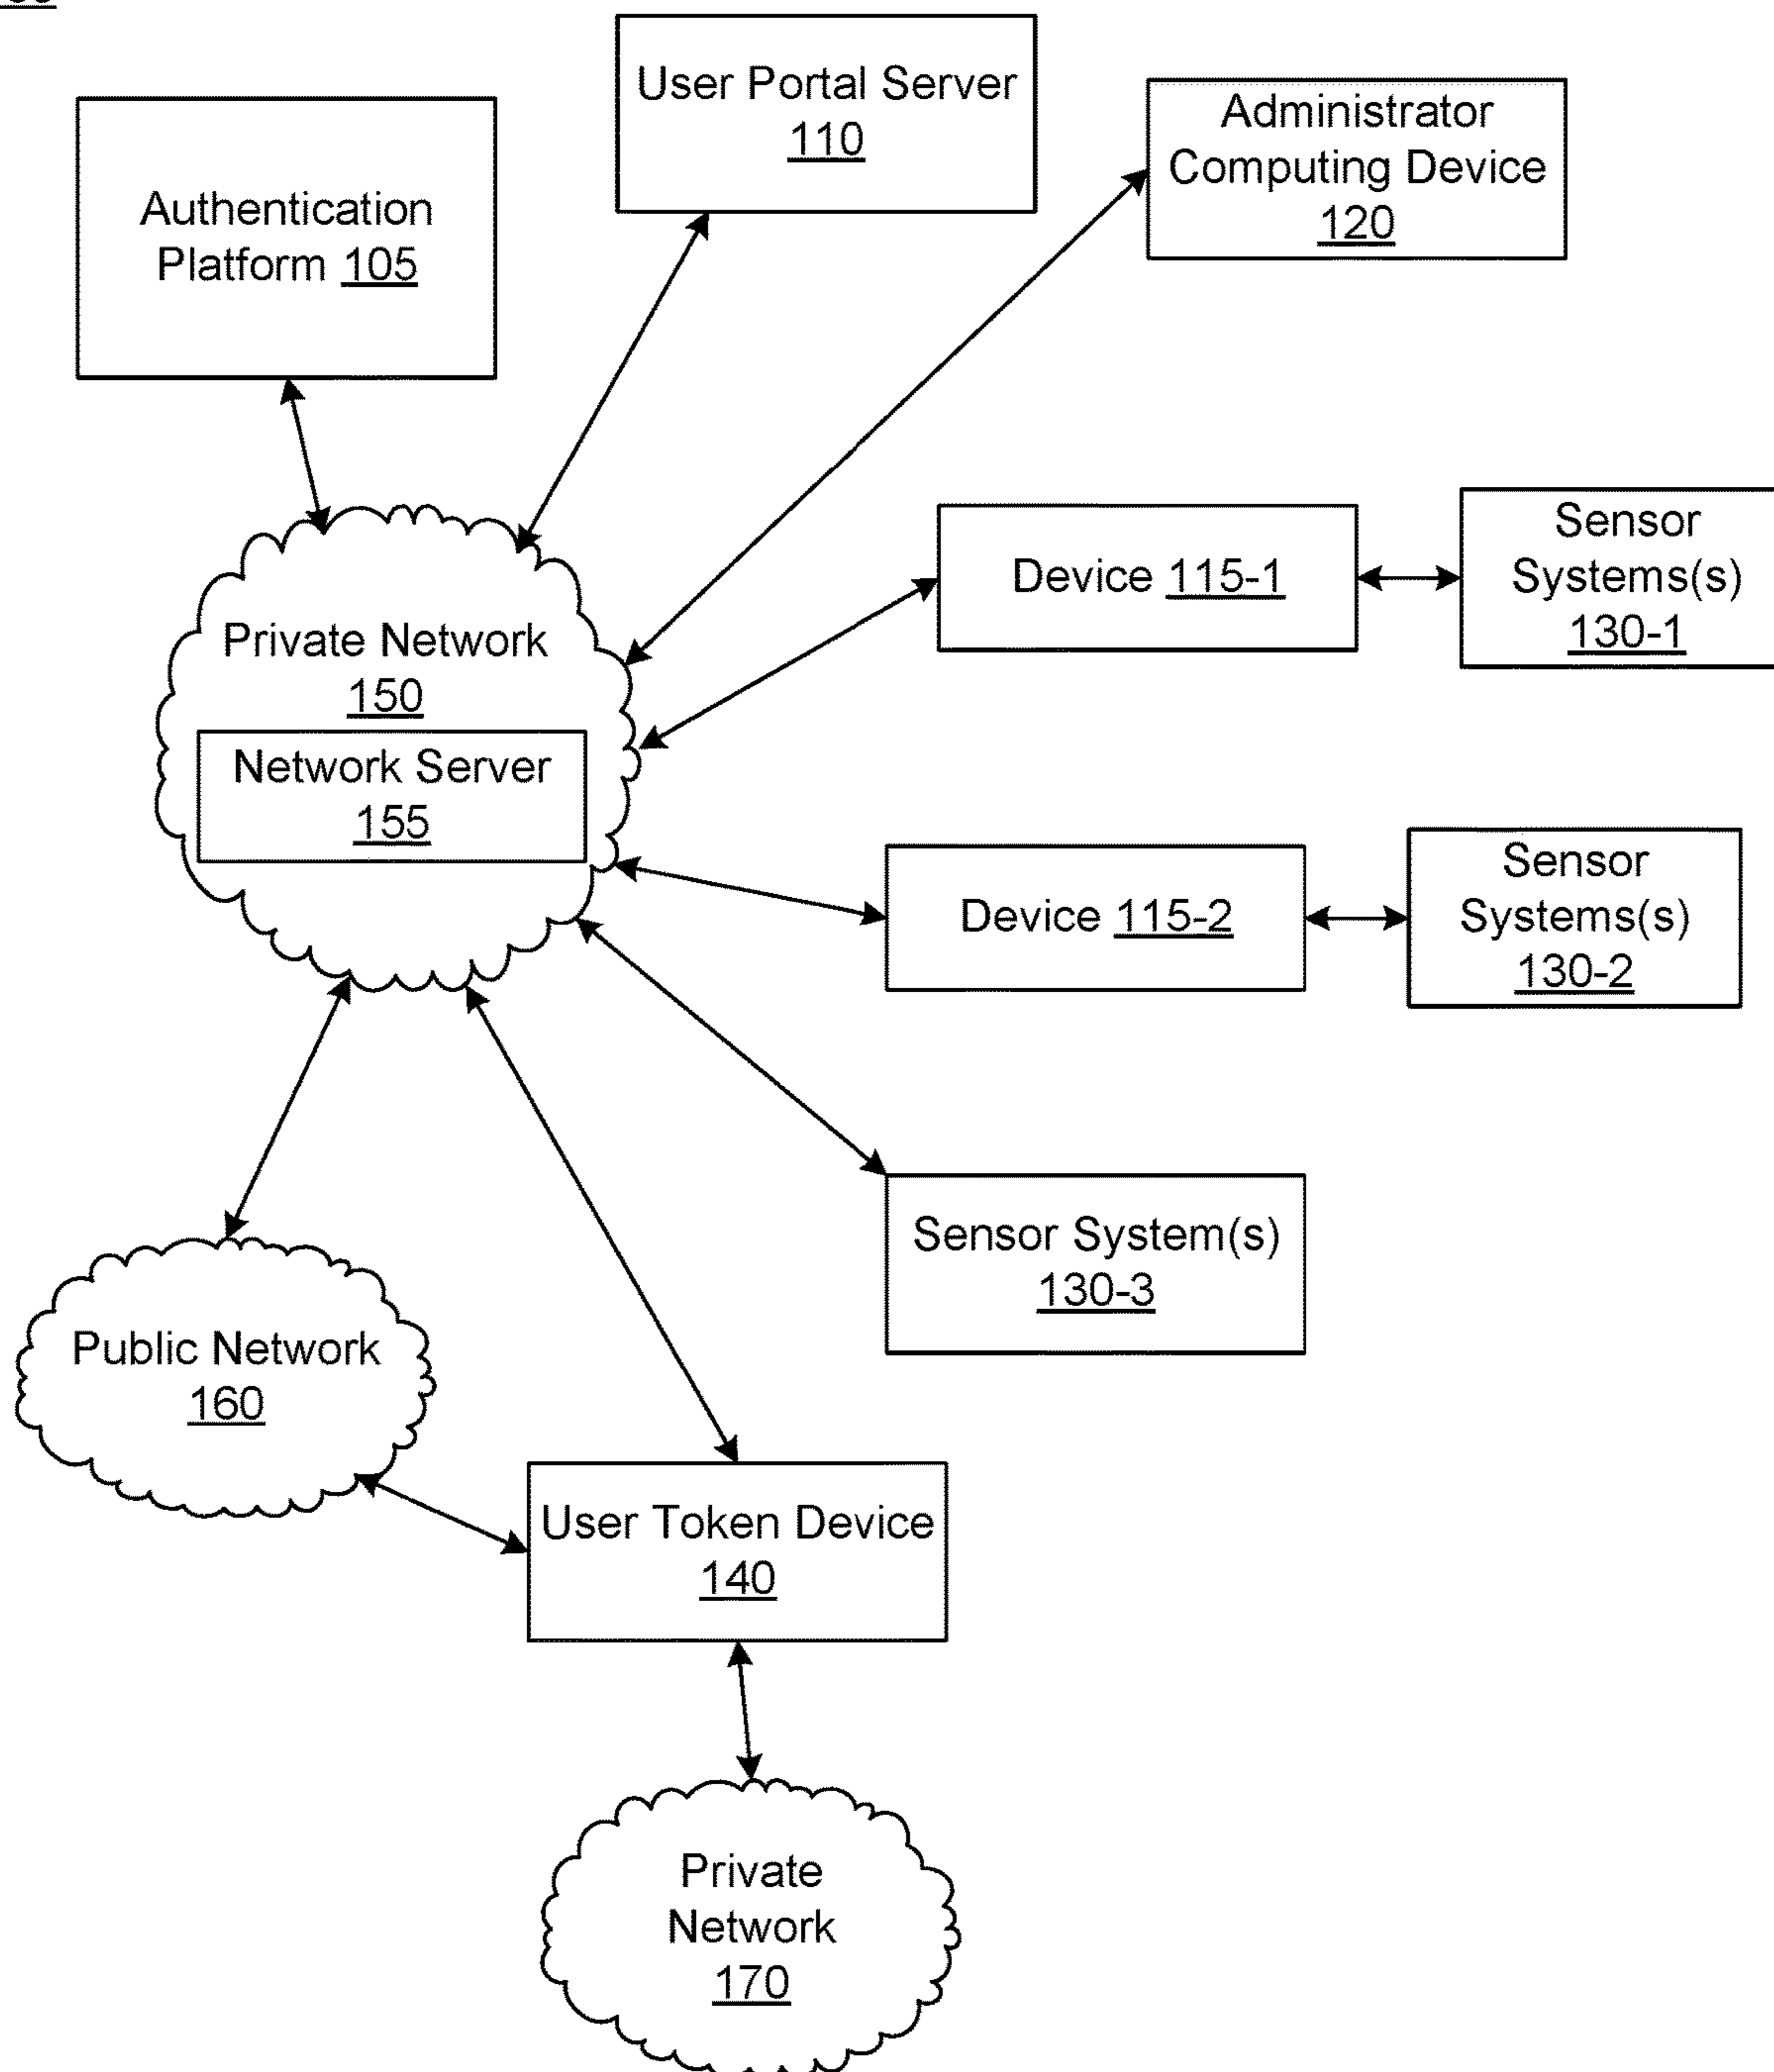 User Portal Server
110
Administrator
Computing Device
120
Authentication
Platform 105
Sensor
Systems(s)
130-1
Device 115-1
Private Network
150
Network Server
155
Sensor
Systems(s)
130-2
Device 115-2
Sensor System(s)
130-3
Public Network
160
User Token Device
140
Private
Network
170